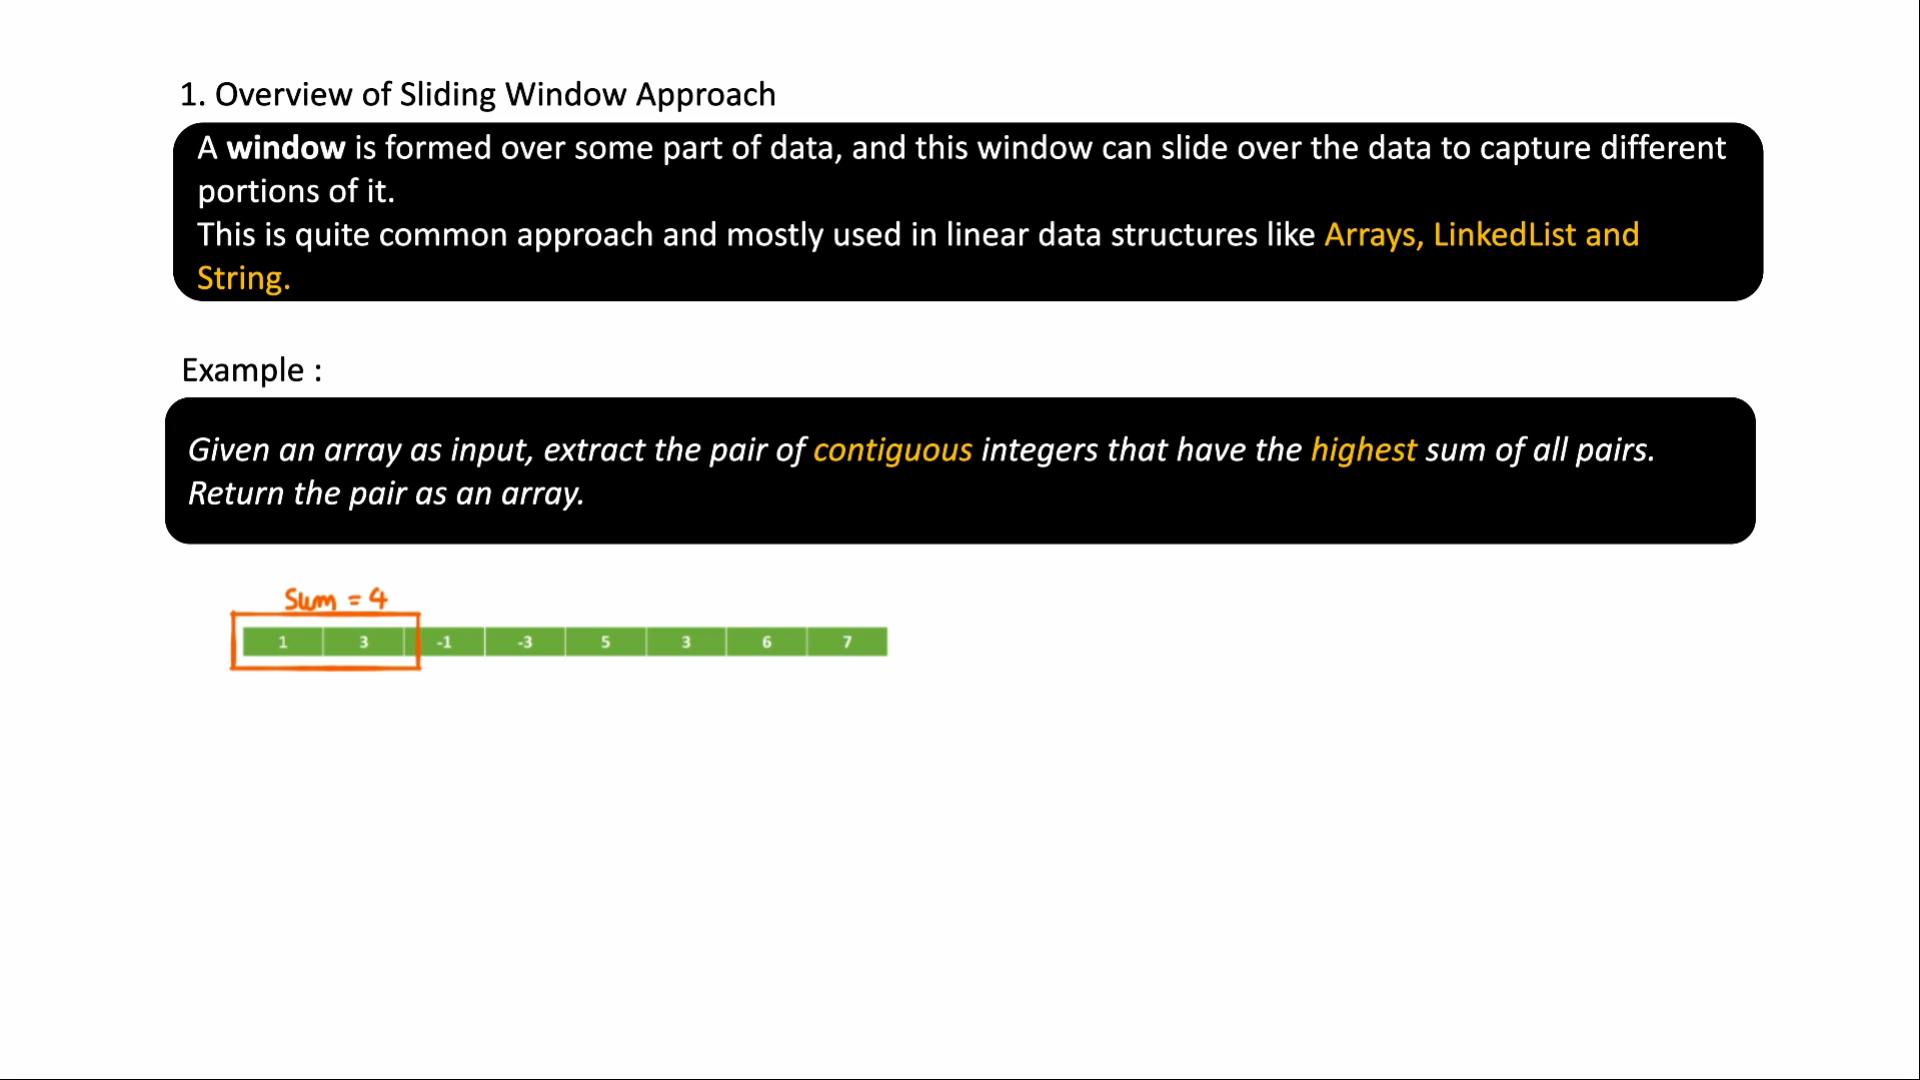 1. Overview of Sliding Window Approach
A window is formed over some part of data, and this window can slide over the data to capture different
portions of it.
This is quite common approach and mostly used in linear data structures like Arrays, LinkedList and
String.
Example :
Given an array as input, extract the pair of contiguous integers that have the highest sum of all pairs.
Return the pair as an array.
Sum = 4
1 3 -1 -3 5 3 6 7